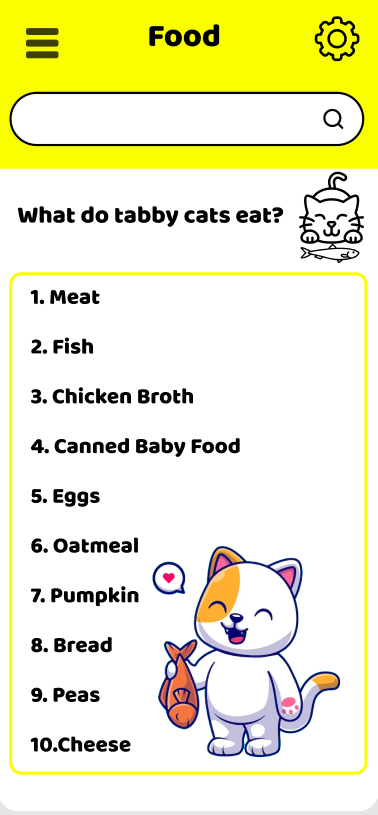 Food
What do tabby cats eat?
1. Meat
2. Fish
3. Chicken Broth
4. Canned Baby Food
5. Eggs
6. Oatmeal
7. Pumpkin
8. Bread
9. Peas
10.Cheese